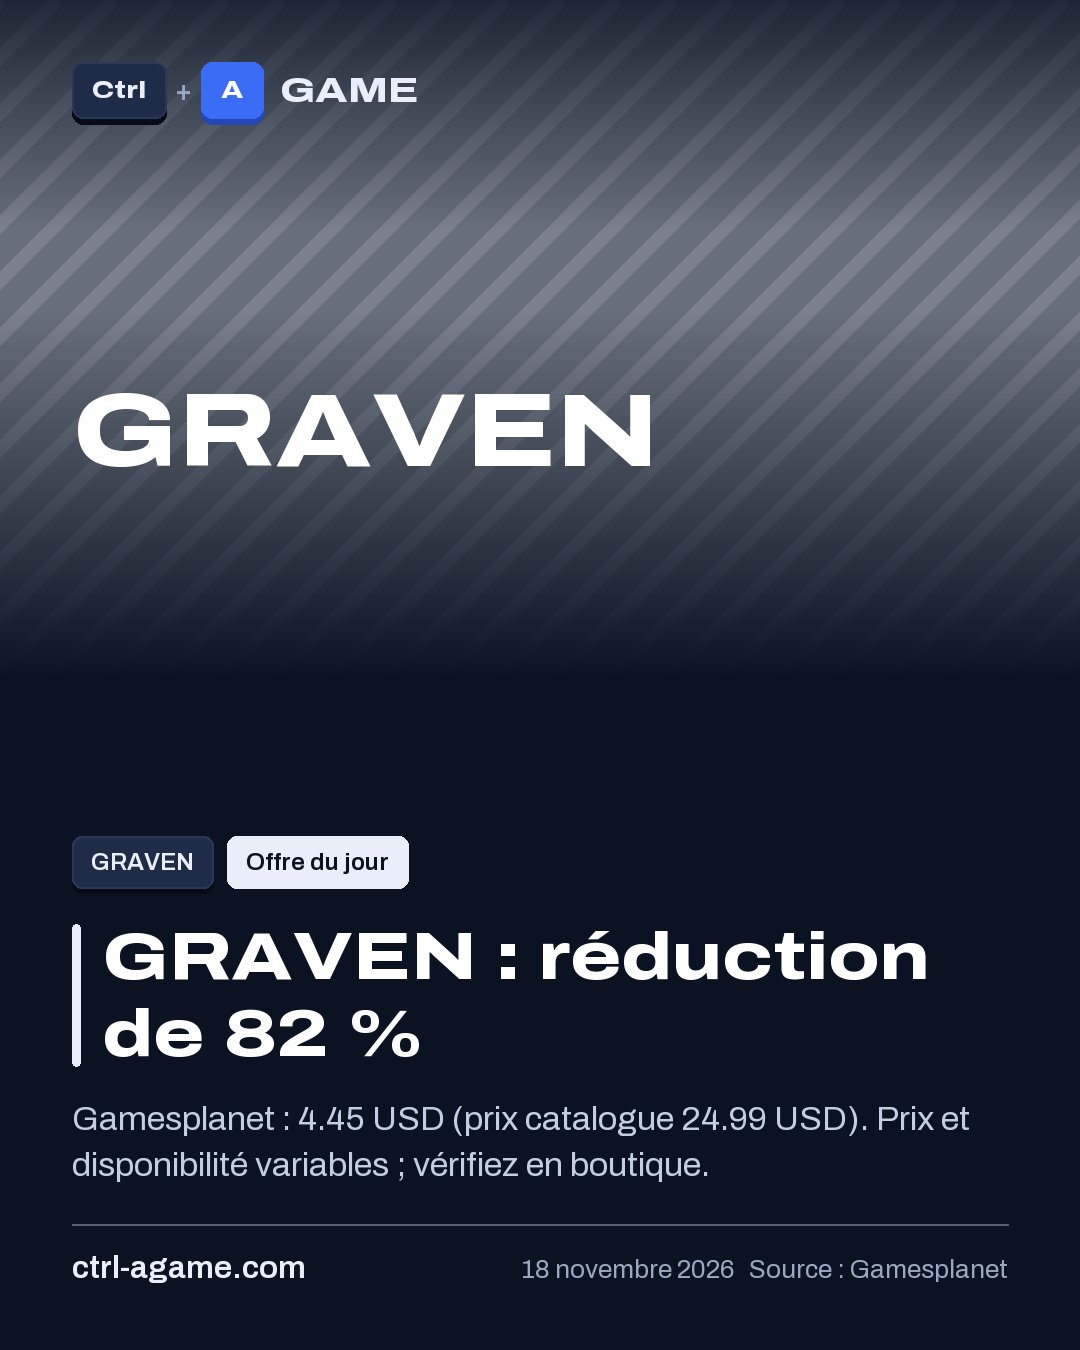 Ctrl + A GAME
GRAVEN
GRAVEN Offre du jour
GRAVEN : réduction
de 82 %
Gamesplanet : 4.45 USD (prix catalogue 24.99 USD). Prix et
disponibilité variables ; vérifiez en boutique.
ctrl-agame.com 18 novembre 2026 Source : Gamesplanet